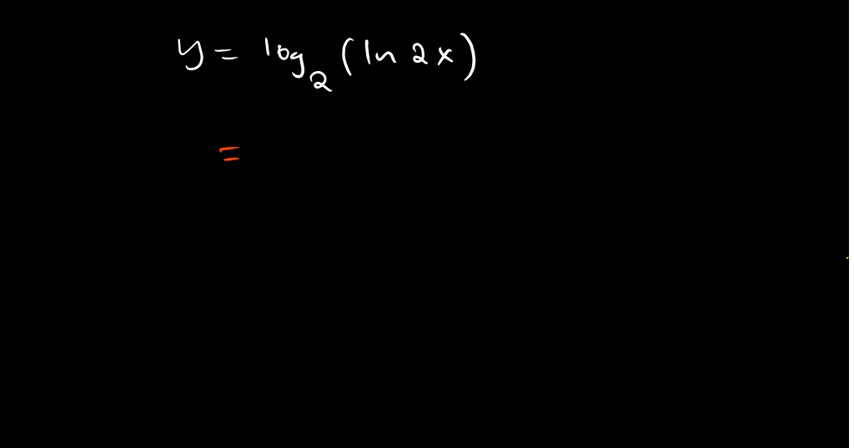 y = log₂ (ln 2x)
=